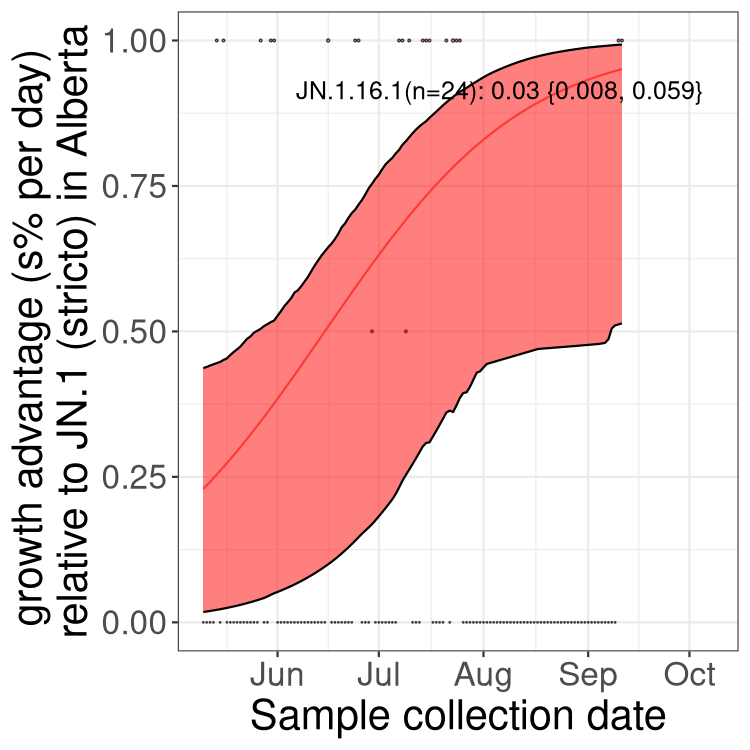 growth advantage (s% per day)
relative to JN.1 (stricto) in Alberta
1.00
0.75
0.50
0.25
0.00
JN.1.16.1(n=24): 0.03 {0.008, 0.059}
Jun Jul Aug Sep Oct
Sample collection date